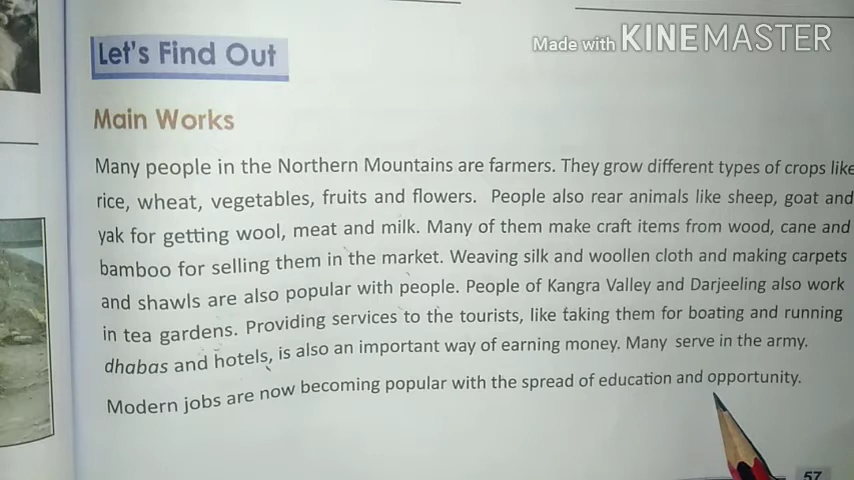 Made with KINEMASTER
Let's Find Out
Main Works
Many people in the Northern Mountains are farmers. They grow different types of crops like
rice, wheat, vegetables, fruits and flowers. People also rear animals like sheep, goat and
yak for getting wool, meat and milk. Many of them make craft items from wood, cane and
bamboo for selling them in the market. Weaving silk and woollen cloth and making carpets
and shawls are also popular with people. People of Kangra Valley and Darjeeling also work
in tea gardens. Providing services to the tourists, like taking them for boating and running
dhabas and hotels, is also an important way of earning money. Many serve in the army.
Modern jobs are now becoming popular with the spread of education and opportunity.
57